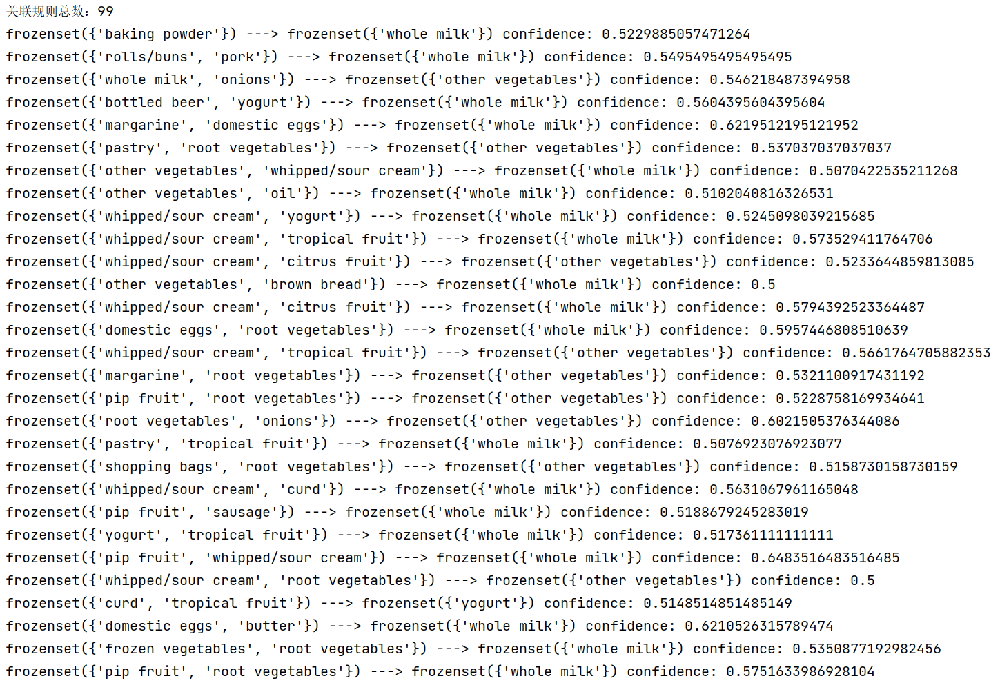 关联规则总数：99
frozenset({'baking powder'}) ---> frozenset({'whole milk'}) confidence: 0.5229885057471264
frozenset({'rolls/buns', 'pork'}) ---> frozenset({'whole milk'}) confidence: 0.5495495495495495
frozenset({'whole milk', 'onions'}) ---> frozenset({'other vegetables'}) confidence: 0.546218487394958
frozenset({'bottled beer', 'yogurt'}) ---> frozenset({'whole milk'}) confidence: 0.5604395604395604
frozenset({'margarine', 'domestic eggs'}) ---> frozenset({'whole milk'}) confidence: 0.6219512195121952
frozenset({'pastry', 'root vegetables'}) ---> frozenset({'other vegetables'}) confidence: 0.537037037037037
frozenset({'other vegetables', 'whipped/sour cream'}) ---> frozenset({'whole milk'}) confidence: 0.5070422535211268
frozenset({'other vegetables', 'oil'}) ---> frozenset({'whole milk'}) confidence: 0.5102040816326531
frozenset({'whipped/sour cream', 'yogurt'}) ---> frozenset({'whole milk'}) confidence: 0.5245098039215685
frozenset({'whipped/sour cream', 'tropical fruit'}) ---> frozenset({'whole milk'}) confidence: 0.573529411764706
frozenset({'whipped/sour cream', 'citrus fruit'}) ---> frozenset({'other vegetables'}) confidence: 0.5233644859813085
frozenset({'other vegetables', 'brown bread'}) ---> frozenset({'whole milk'}) confidence: 0.5
frozenset({'whipped/sour cream', 'citrus fruit'}) ---> frozenset({'whole milk'}) confidence: 0.5794392523364487
frozenset({'domestic eggs', 'root vegetables'}) ---> frozenset({'whole milk'}) confidence: 0.5957446808510639
frozenset({'whipped/sour cream', 'tropical fruit'}) ---> frozenset({'other vegetables'}) confidence: 0.5661764705882353
frozenset({'margarine', 'root vegetables'}) ---> frozenset({'other vegetables'}) confidence: 0.5321100917431192
frozenset({'pip fruit', 'root vegetables'}) ---> frozenset({'other vegetables'}) confidence: 0.5228758169934641
frozenset({'root vegetables', 'onions'}) ---> frozenset({'other vegetables'}) confidence: 0.6021505376344086
frozenset({'pastry', 'tropical fruit'}) ---> frozenset({'whole milk'}) confidence: 0.5076923076923077
frozenset({'shopping bags', 'root vegetables'}) ---> frozenset({'other vegetables'}) confidence: 0.5158730158730159
frozenset({'whipped/sour cream', 'curd'}) ---> frozenset({'whole milk'}) confidence: 0.5631067961165048
frozenset({'pip fruit', 'sausage'}) ---> frozenset({'whole milk'}) confidence: 0.5188679245283019
frozenset({'yogurt', 'tropical fruit'}) ---> frozenset({'whole milk'}) confidence: 0.517361111111111
frozenset({'pip fruit', 'whipped/sour cream'}) ---> frozenset({'whole milk'}) confidence: 0.6483516483516485
frozenset({'whipped/sour cream', 'root vegetables'}) ---> frozenset({'other vegetables'}) confidence: 0.5
frozenset({'curd', 'tropical fruit'}) ---> frozenset({'yogurt'}) confidence: 0.5148514851485149
frozenset({'domestic eggs', 'butter'}) ---> frozenset({'whole milk'}) confidence: 0.6210526315789474
frozenset({'frozen vegetables', 'root vegetables'}) ---> frozenset({'whole milk'}) confidence: 0.5350877192982456
frozenset({'pip fruit', 'root vegetables'}) ---> frozenset({'whole milk'}) confidence: 0.5751633986928104